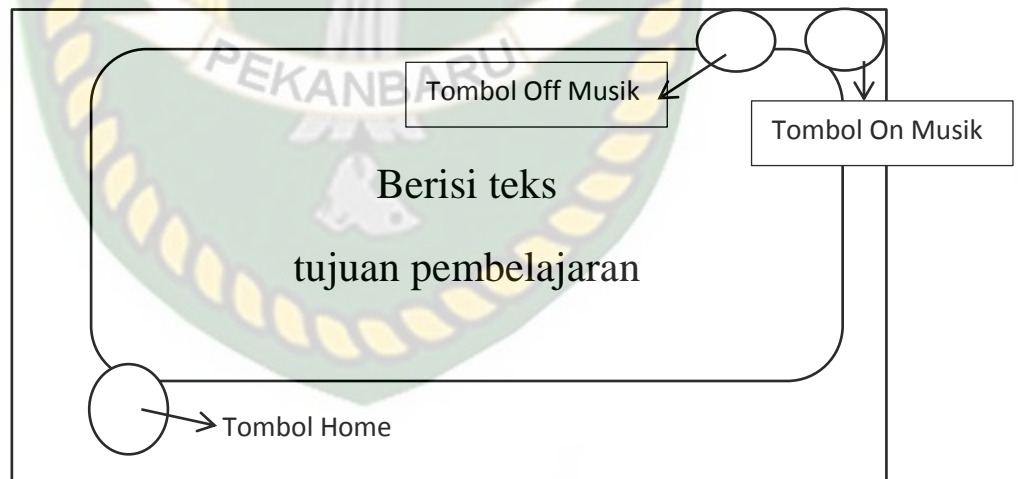 PEKANBARU
Tombol Off Musik
Tombol On Musik
Berisi teks
tujuan pembelajaran
Tombol Home